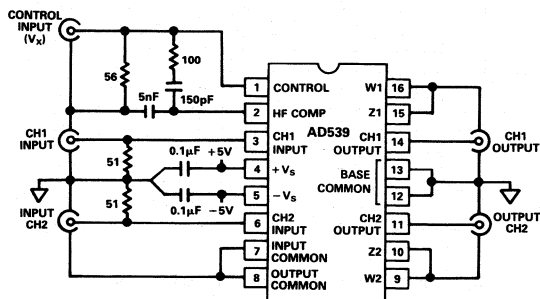 CONTROL
INPUT
(Vx)
100
56
5nF
150pF
1 CONTROL
2 HF COMP
AD539
W1 16
Z1 15
CH1
INPUT
51
0.1µF +5V
3 CH1
INPUT
4 +Vs
CH1
OUTPUT 14
CH1
OUTPUT
BASE
COMMON
13
12
51
0.1µF −5V
5 −Vs
INPUT
CH2
6 CH2
INPUT
CH2
OUTPUT 11
OUTPUT
CH2
7 INPUT
COMMON
8 OUTPUT
COMMON
Z2 10
W2 9